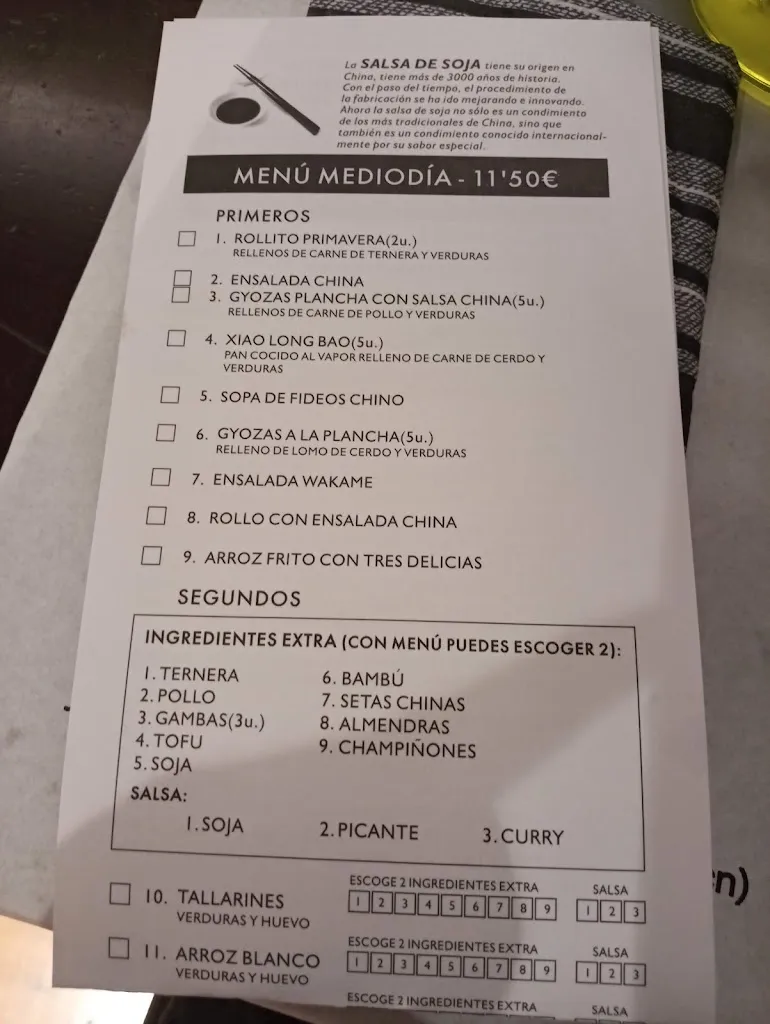 La SALSA DE SOJA tiene su origen en
China, tiene más de 3000 años de historia.
Con el paso del tiempo, el procedimiento de
la fabricación se ha ido mejarando e innovando.
Ahora la salsa de soja no sólo es un condimento
de los más tradicionales de China, sino que
también es un condimento conocido internacional-
mente por su sabor especial.
MENÚ MEDIODÍA - 11'50€
PRIMEROS
1. ROLLITO PRIMAVERA(2u.)
RELLENOS DE CARNE DE TERNERA Y VERDURAS
2. ENSALADA CHINA
3. GYOZAS PLANCHA CON SALSA CHINA(5u.)
RELLENOS DE CARNE DE POLLO Y VERDURAS
4. XIAO LONG BAO(5u.)
PAN COCIDO AL VAPOR RELLENO DE CARNE DE CERDO Y
VERDURAS
5. SOPA DE FIDEOS CHINO
6. GYOZAS A LA PLANCHA(5u.)
RELLENO DE LOMO DE CERDO Y VERDURAS
7. ENSALADA WAKAME
8. ROLLO CON ENSALADA CHINA
9. ARROZ FRITO CON TRES DELICIAS
SEGUNDOS
INGREDIENTES EXTRA (CON MENÚ PUEDES ESCOGER 2):
1. TERNERA
2. POLLO
3. GAMBAS(3u.)
4. TOFU
5. SOJA
6. BAMBÚ
7. SETAS CHINAS
8. ALMENDRAS
9. CHAMPIÑONES
SALSA:
1. SOJA 2. PICANTE 3. CURRY
ESCOGE 2 INGREDIENTES EXTRA SALSA
10. TALLARINES 1 2 3 4 5 6 7 8 9 1 2 3
VERDURAS Y HUEVO
ESCOGE 2 INGREDIENTES EXTRA SALSA
11. ARROZ BLANCO 1 2 3 4 5 6 7 8 9 1 2 3
VERDURAS Y HUEVO
ESCOGE 2 INGREDIENTES EXTRA SALSA
n)